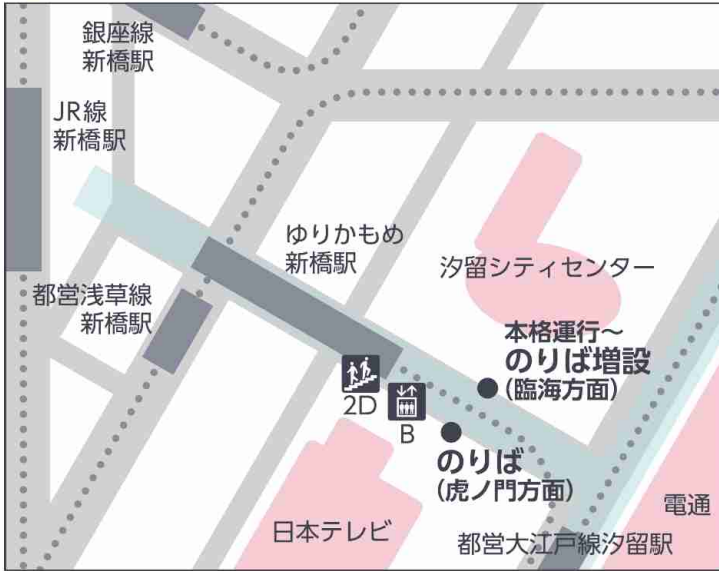 銀座線
新橋駅
JR線
新橋駅
ゆりかもめ
新橋駅
汐留シティセンター
都営浅草線
新橋駅
本格運行～
のりば増設
(臨海方面)
2D
B
のりば
(虎ノ門方面)
電通
日本テレビ
都営大江戸線汐留駅